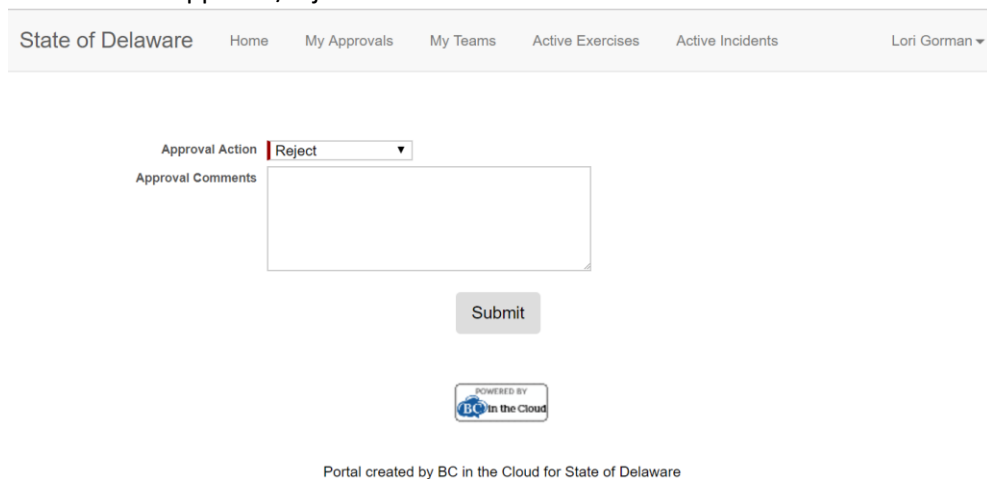 State of Delaware Home My Approvals My Teams Active Exercises Active Incidents Lori Gorman
Approval Action Reject
Approval Comments
Submit
POWERED BY
BC in the Cloud
Portal created by BC in the Cloud for State of Delaware